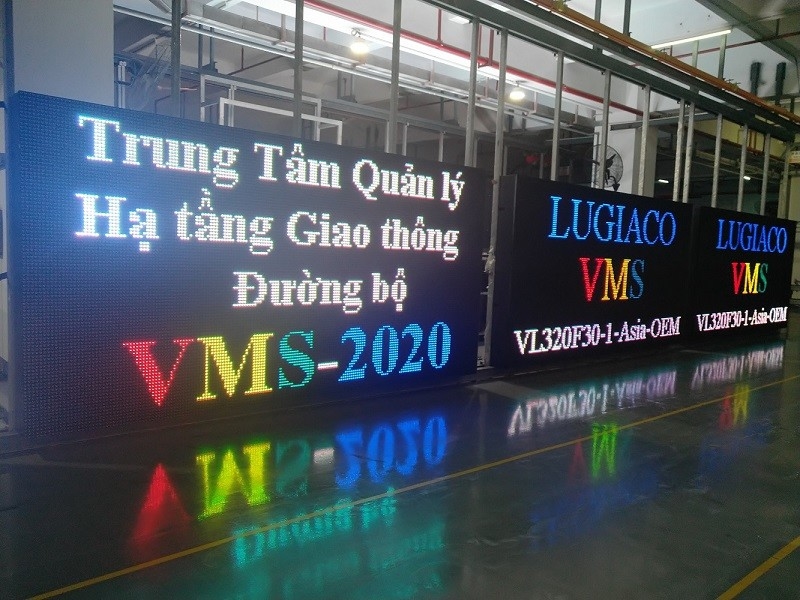 Trung Tâm Quản lý
Hạ tầng Giao thông
Đường bộ
VMS-2020
LUGIACO
VMS
VL320F30-1-Asia-OEM
LUGIACO
VMS
VL320F30-1-Asia-OEM